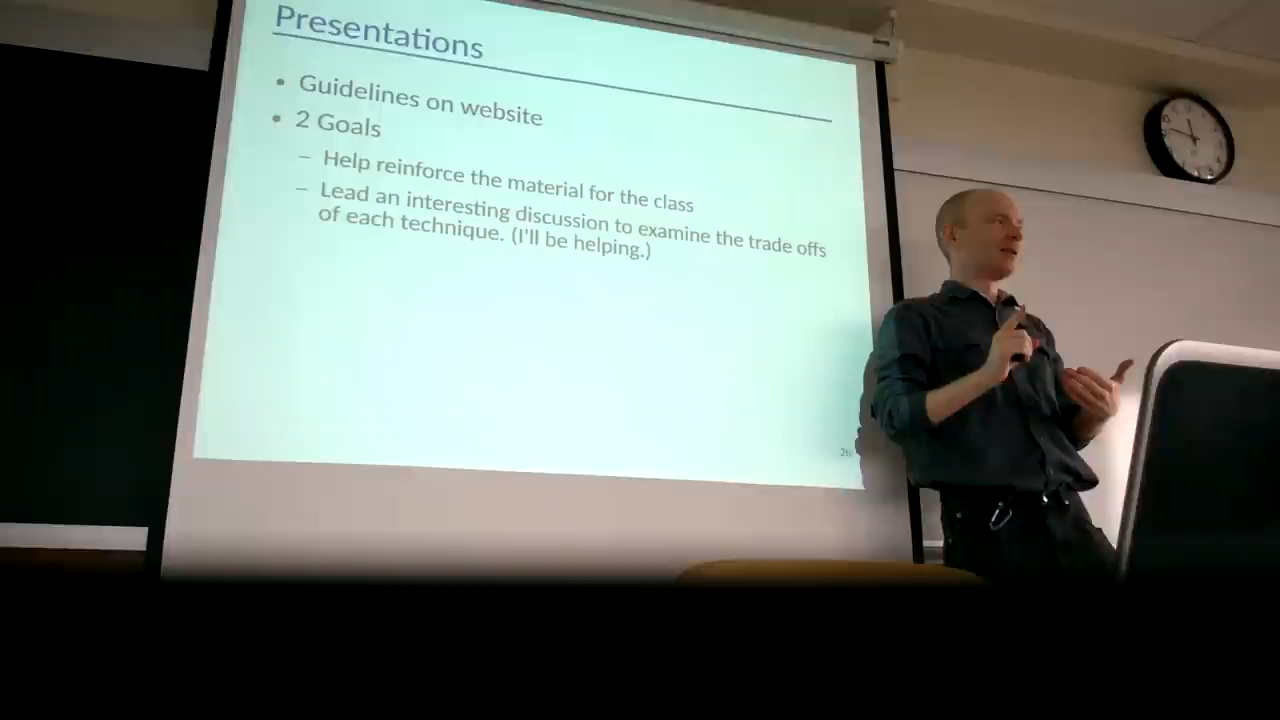 Presentations
• Guidelines on website
• 2 Goals
– Help reinforce the material for the class
– Lead an interesting discussion to examine the trade offs
of each technique. (I'll be helping.)